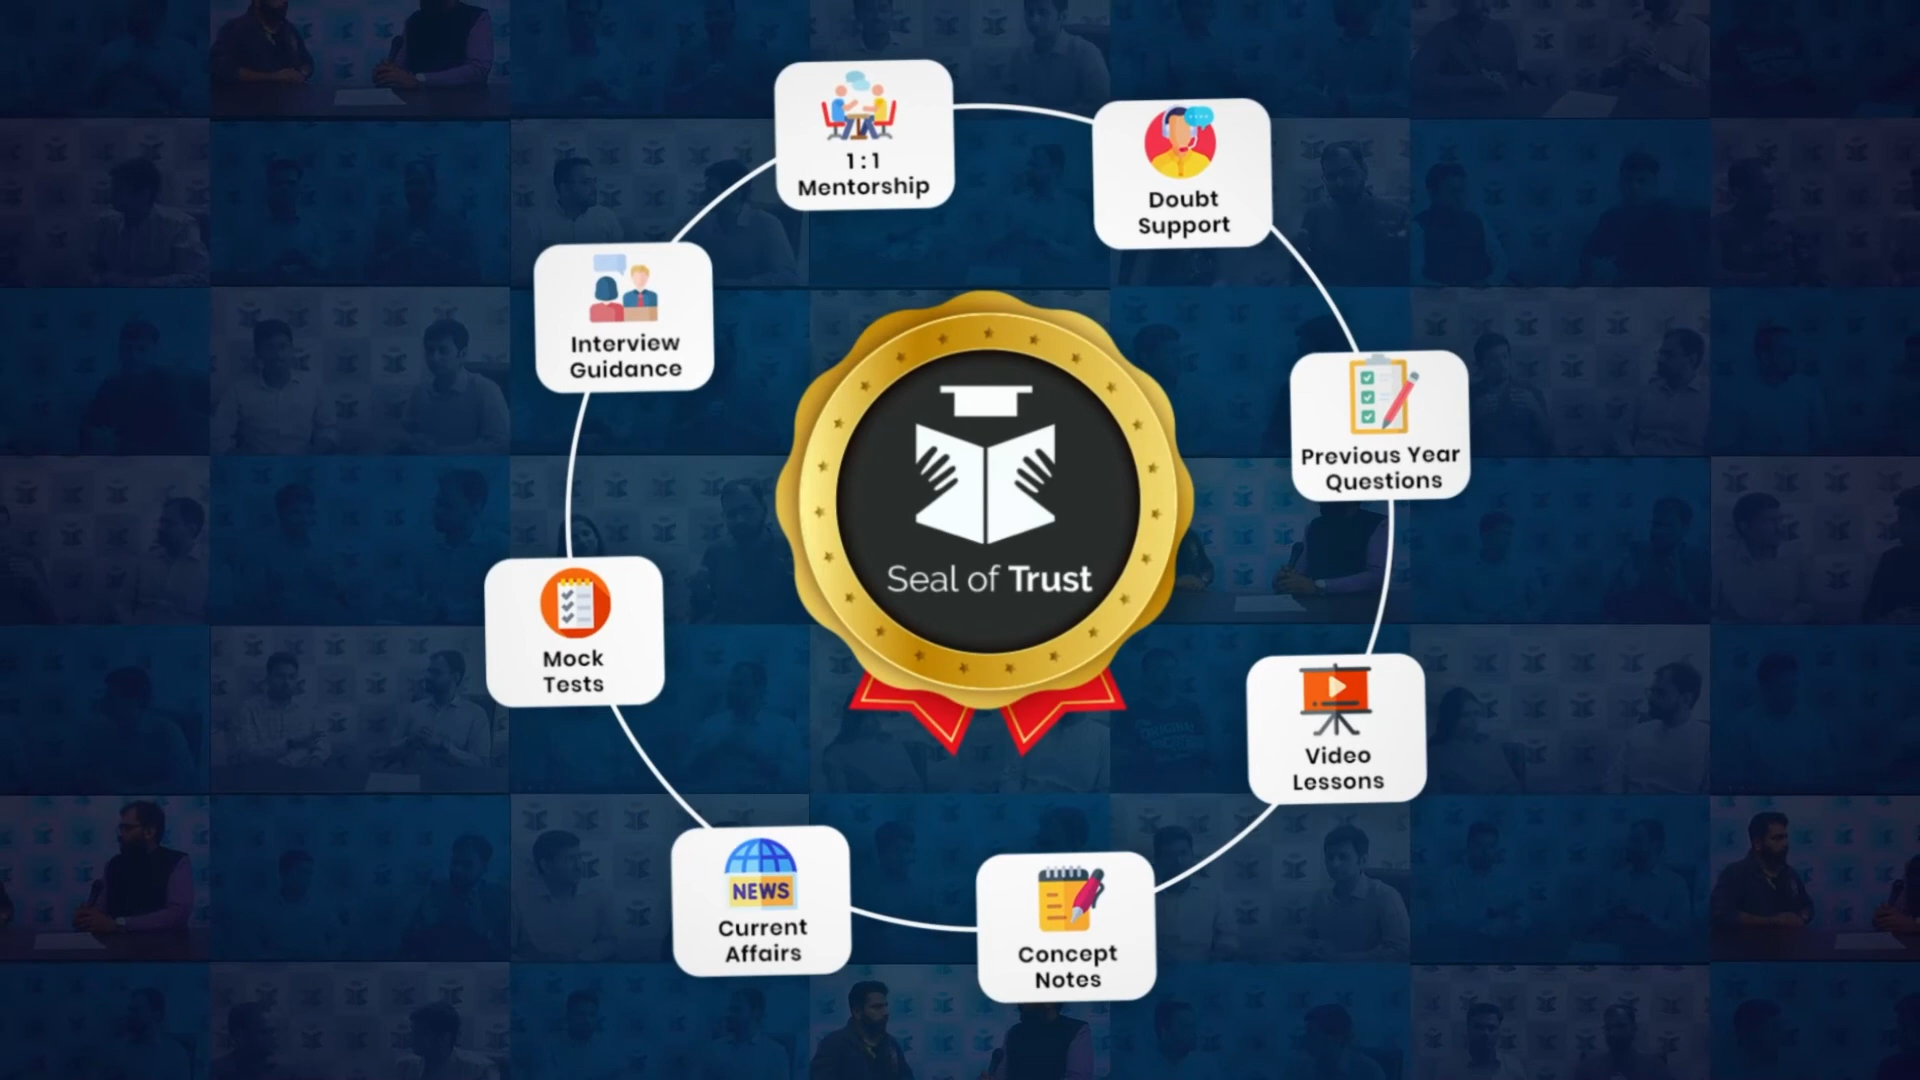 1 : 1
Mentorship
Doubt
Support
Interview
Guidance
Previous Year
Questions
Seal of Trust
Mock
Tests
Video
Lessons
NEWS
Current
Affairs
Concept
Notes